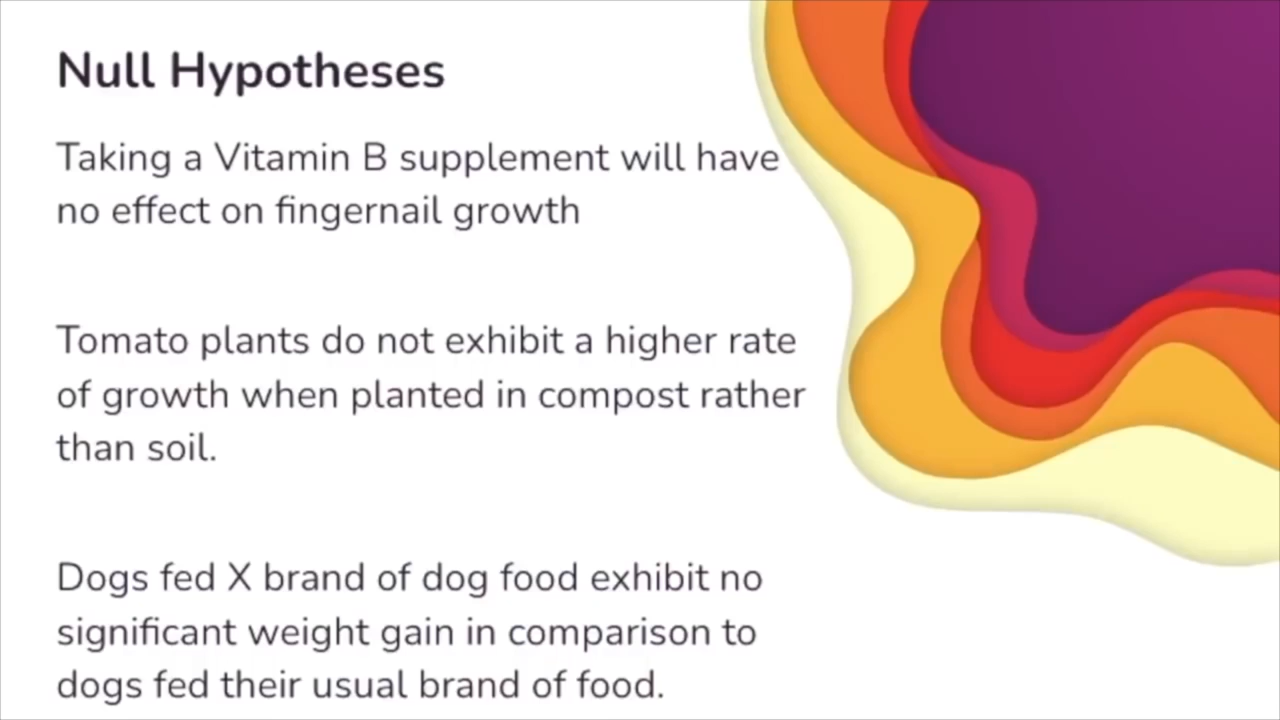 Null Hypotheses
Taking a Vitamin B supplement will have
no effect on fingernail growth
Tomato plants do not exhibit a higher rate
of growth when planted in compost rather
than soil.
Dogs fed X brand of dog food exhibit no
significant weight gain in comparison to
dogs fed their usual brand of food.